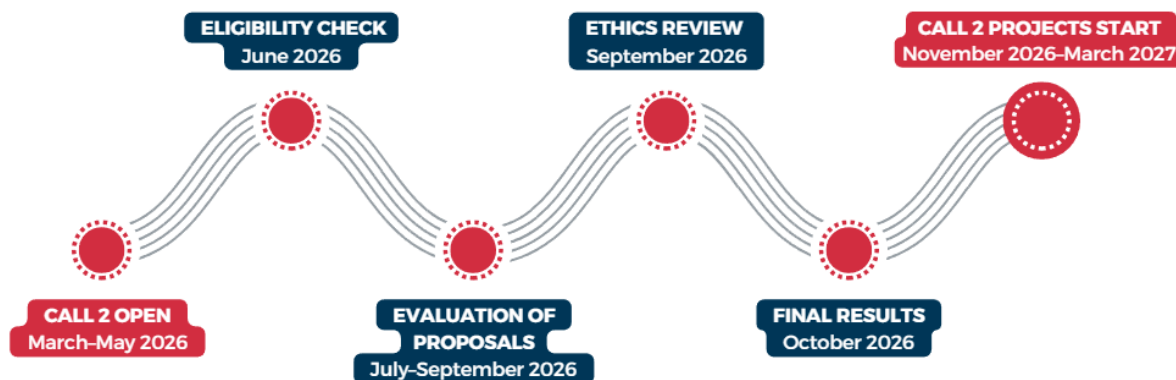 CALL 2 OPEN
March–May 2026
ELIGIBILITY CHECK
June 2026
EVALUATION OF
PROPOSALS
July–September 2026
ETHICS REVIEW
September 2026
FINAL RESULTS
October 2026
CALL 2 PROJECTS START
November 2026–March 2027